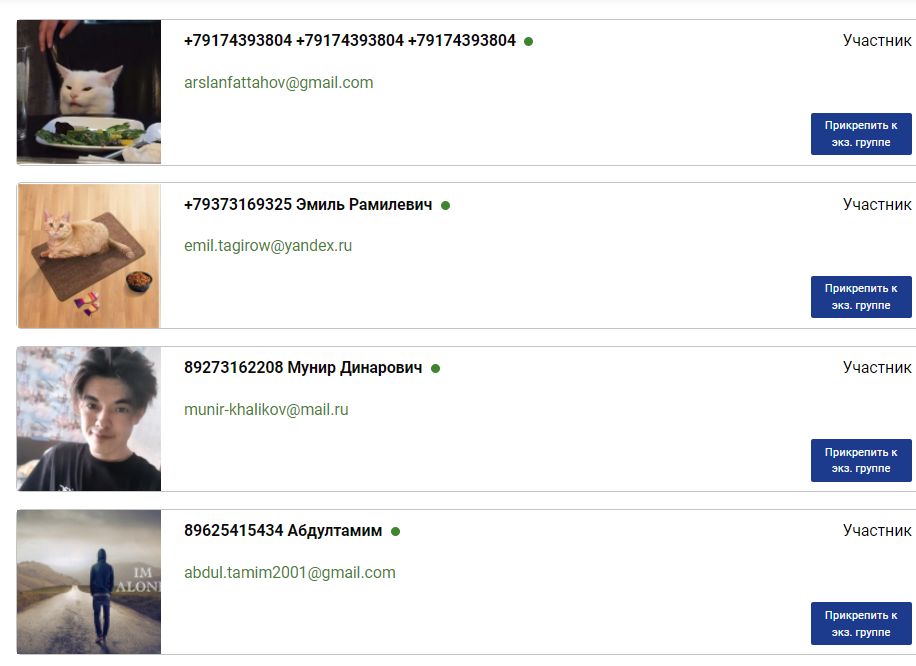 +79174393804 +79174393804 +79174393804
Участник
arslanfattahov@gmail.com
Прикрепить к
экз. группе
+79373169325 Эмиль Рамилевич
Участник
emil.tagirow@yandex.ru
Прикрепить к
экз. группе
89273162208 Мунир Динарович
Участник
munir-khalikov@mail.ru
Прикрепить к
экз. группе
89625415434 Абдултамим
Участник
abdul.tamim2001@gmail.com
IM
ALONE
Прикрепить к
экз. группе